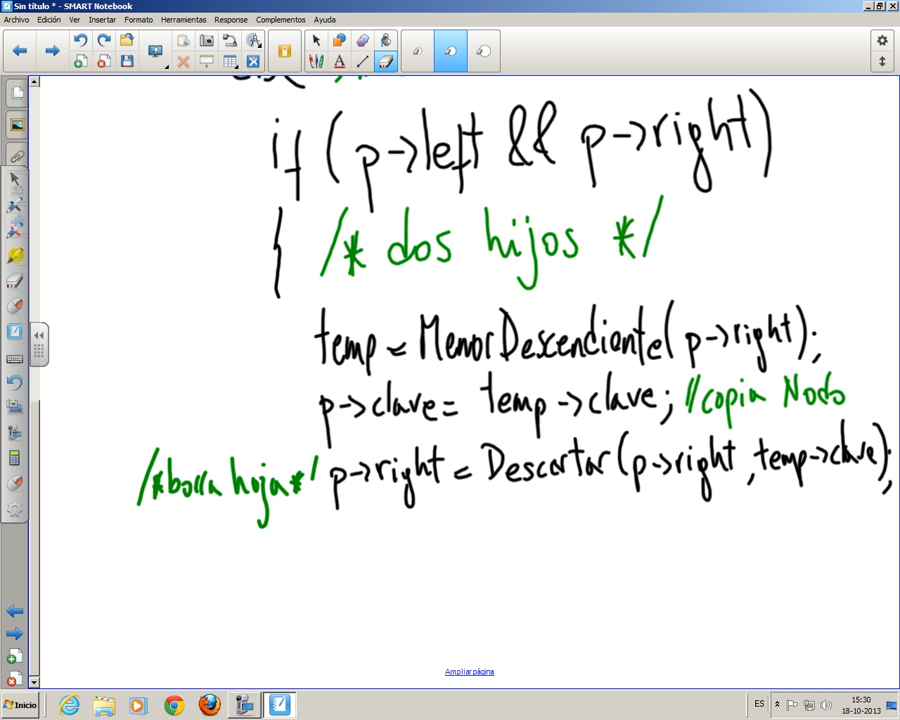 Sin título * - SMART Notebook
Archivo Edición Ver Insertar Formato Herramientas Response Complementos Ayuda
if (p->left && p->right)
{ /* dos hijos */
temp = MenorDescendiente(p->right);
p->clave = temp->clave; //copia Nodo
/*borra hoja*/ p->right = Descartar(p->right, temp->clave);
Ampliar página
Inicio
ES
15:30
18-10-2013